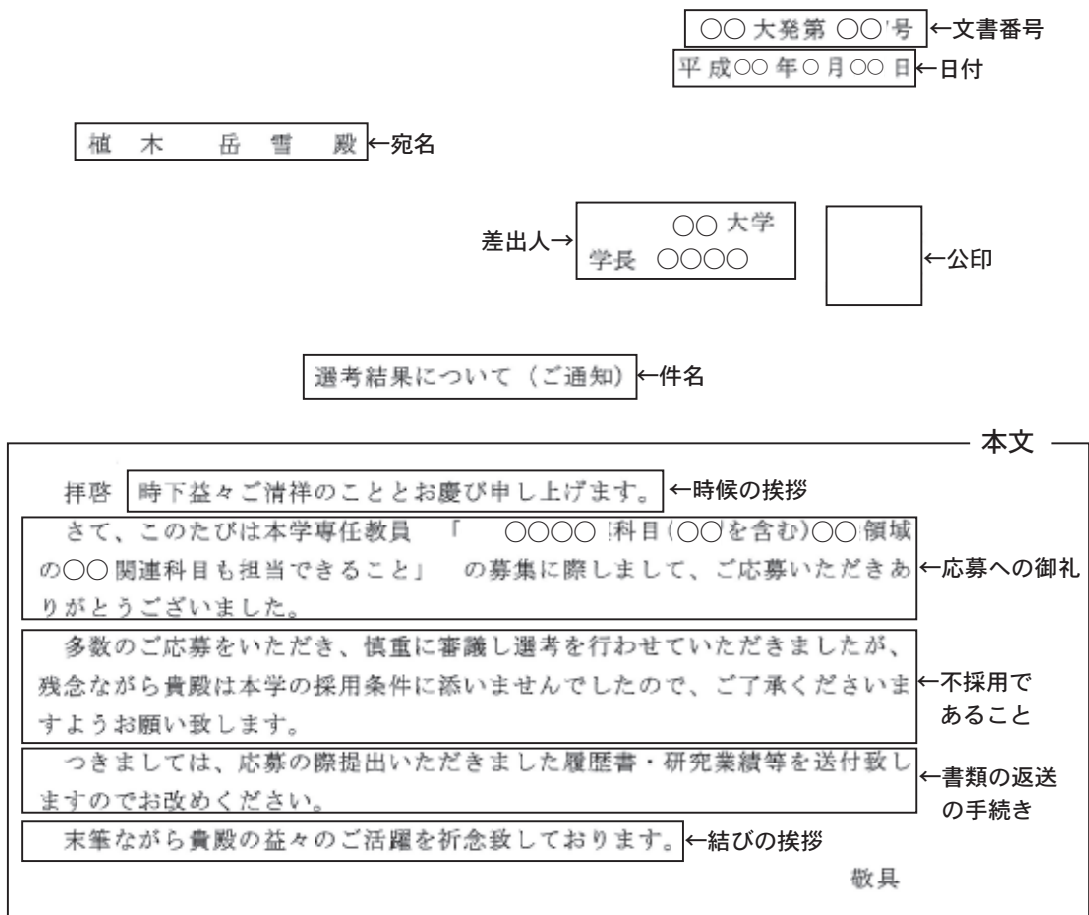 ○○大発第 ○○号 ←文書番号
平成○○年○月○○日 ←日付
植木 岳雪 殿 ←宛名
差出人→ ○○大学
学長 ○○○○ ←公印
選考結果について（ご通知） ←件名
本文
拝啓 時下益々ご清祥のこととお慶び申し上げます。 ←時候の挨拶
さて、このたびは本学専任教員 「 ○○○○ 科目(○○を含む)○○領域
の○○関連科目も担当できること」 の募集に際しまして、ご応募いただきあ ←応募への御礼
りがとうございました。
多数のご応募をいただき、慎重に審議し選考を行わせていただきましたが、
残念ながら貴殿は本学の採用条件に添いませんでしたので、ご了承くださいま ←不採用で
すようお願い致します。 あること
つきましては、応募の際提出いただきました履歴書・研究業績等を送付致し ←書類の返送
ますのでお改めください。 の手続き
末筆ながら貴殿の益々のご活躍を祈念致しております。 ←結びの挨拶
敬具